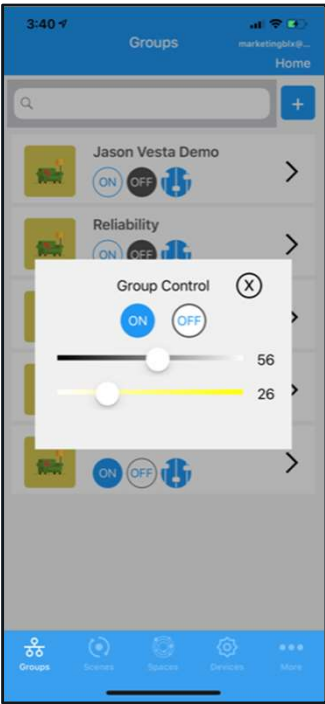 3:40
Groups
marketingblx@...
Home
+
Jason Vesta Demo
ON OFF
Reliability
ON OFF
Group Control X
ON OFF
56
26
ON OFF
Groups Scenes Spaces Devices More